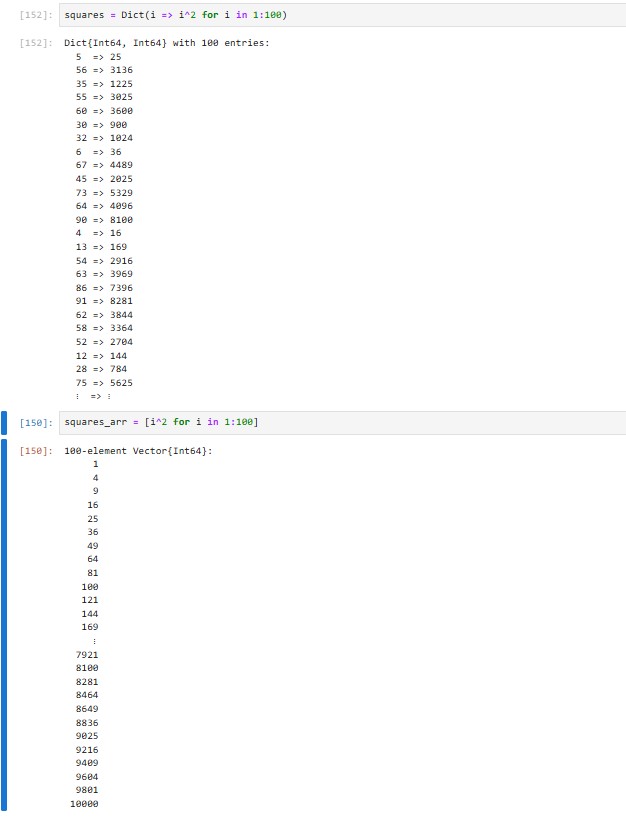 [152]: squares = Dict(i => i^2 for i in 1:100)
[152]: Dict{Int64, Int64} with 100 entries:
5 => 25
56 => 3136
35 => 1225
55 => 3025
60 => 3600
30 => 900
32 => 1024
6 => 36
67 => 4489
45 => 2025
73 => 5329
64 => 4096
90 => 8100
4 => 16
13 => 169
54 => 2916
63 => 3969
86 => 7396
91 => 8281
62 => 3844
58 => 3364
52 => 2704
12 => 144
28 => 784
75 => 5625
⋮ => ⋮
[150]: squares_arr = [i^2 for i in 1:100]
[150]: 100-element Vector{Int64}:
1
4
9
16
25
36
49
64
81
100
121
144
169
⋮
7921
8100
8281
8464
8649
8836
9025
9216
9409
9604
9801
10000